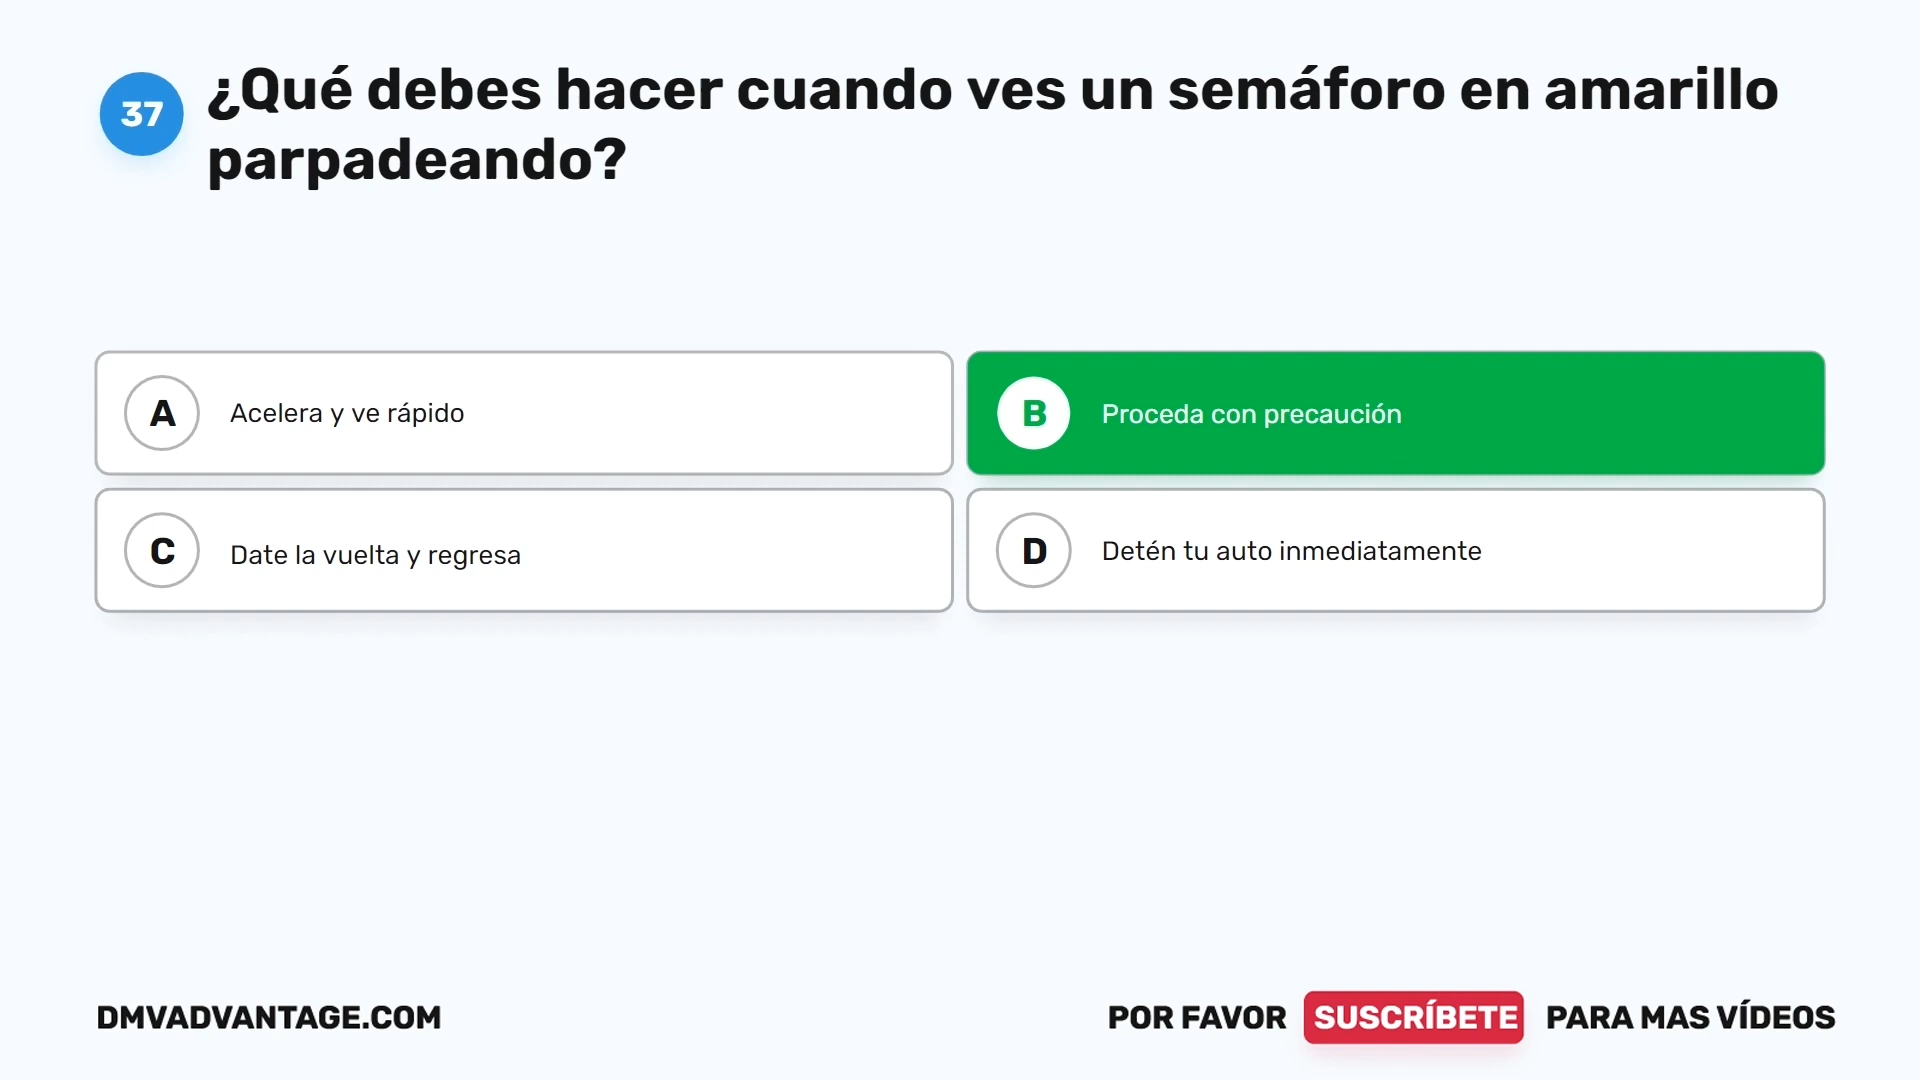 37
¿Qué debes hacer cuando ves un semáforo en amarillo
parpadeando?
A Acelera y ve rápido
B Proceda con precaución
C Date la vuelta y regresa
D Detén tu auto inmediatamente
DMVADVANTAGE.COM
POR FAVOR SUSCRÍBETE PARA MAS VÍDEOS